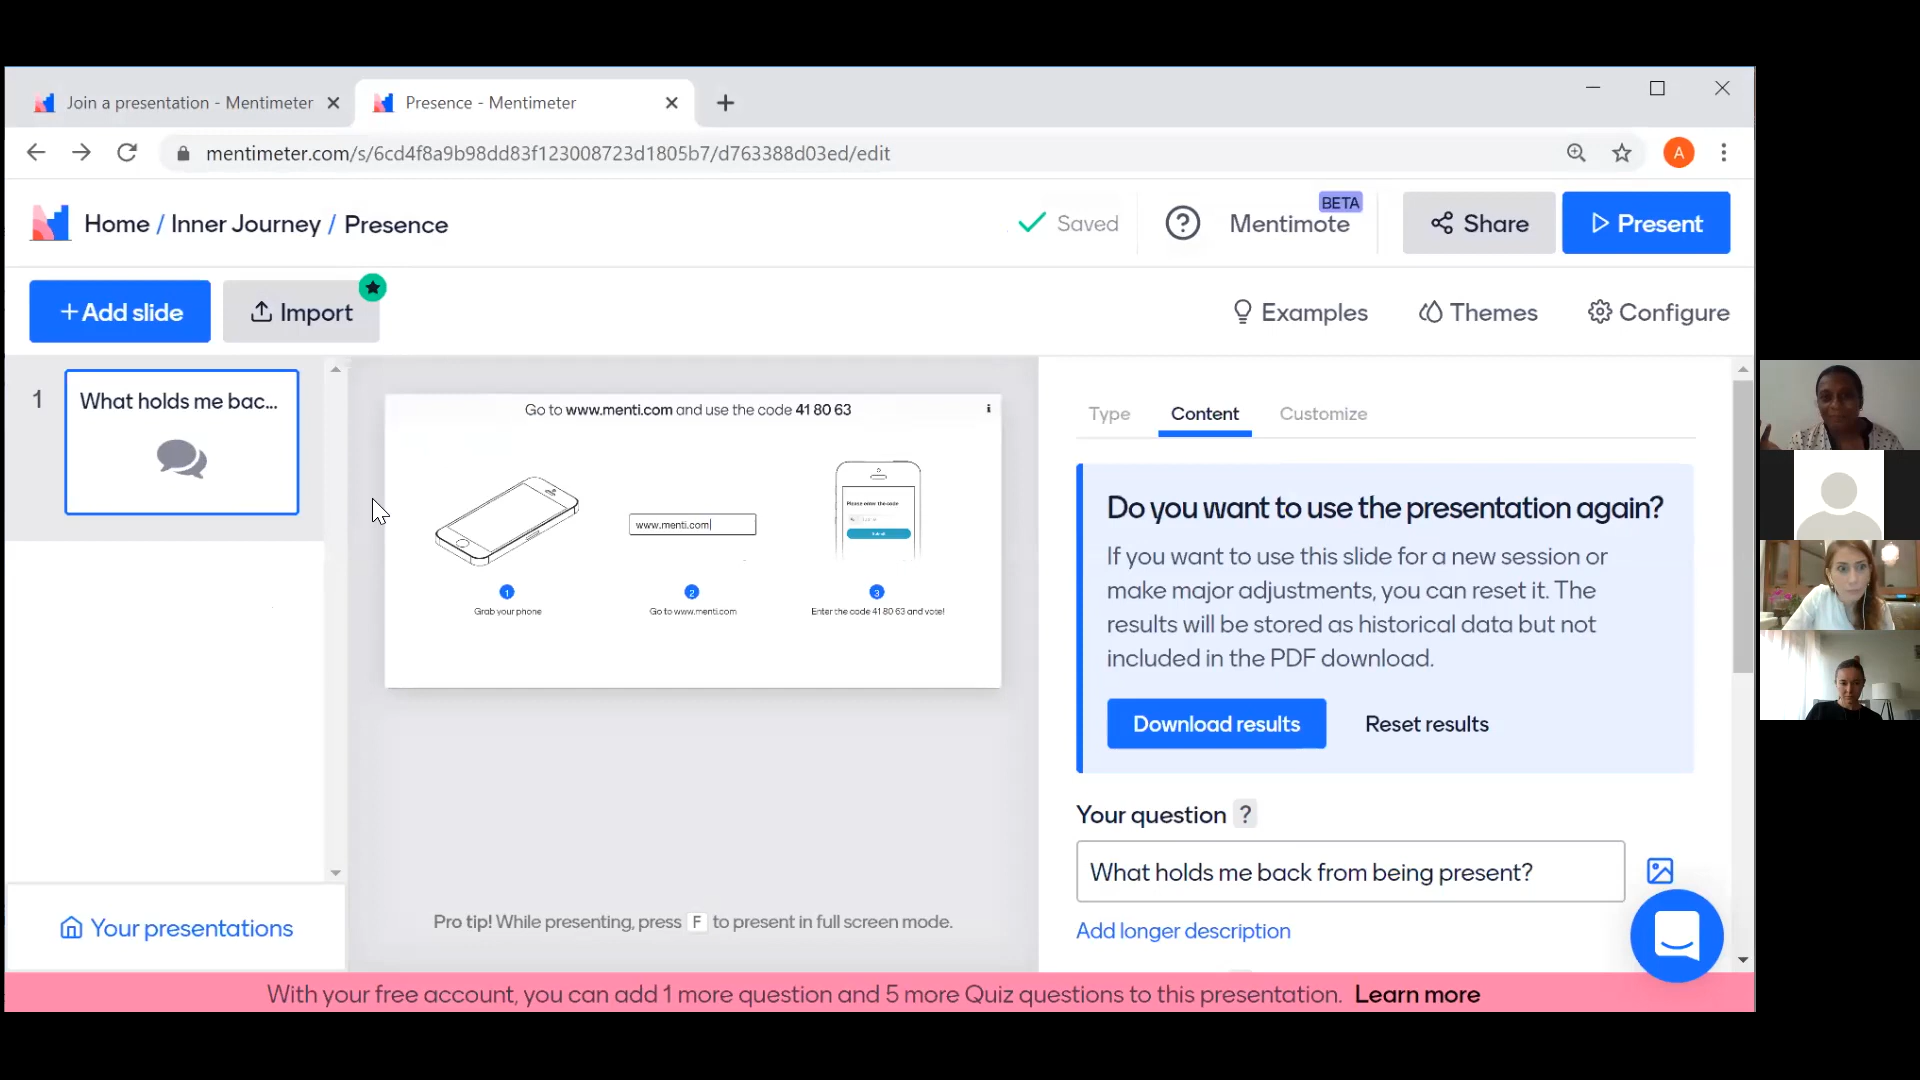 Join a presentation - Mentimeter
Presence - Mentimeter
mentimeter.com/s/6cd4f8a9b98dd83f123008723d1805b7/d763388d03ed/edit
A
Home / Inner Journey / Presence
Saved
?
Mentimote
BETA
Share
Present
+ Add slide
Import
Examples
Themes
Configure
1
What holds me bac...
Go to www.menti.com and use the code 41 80 63
i
www.menti.com
Please enter the code
Submit
1
2
3
Grab your phone
Go to www.menti.com
Enter the code 41 80 63 and vote!
Pro tip! While presenting, press F to present in full screen mode.
Type
Content
Customize
Do you want to use the presentation again?
If you want to use this slide for a new session or
make major adjustments, you can reset it. The
results will be stored as historical data but not
included in the PDF download.
Download results
Reset results
Your question ?
What holds me back from being present?
Add longer description
Your presentations
With your free account, you can add 1 more question and 5 more Quiz questions to this presentation. Learn more